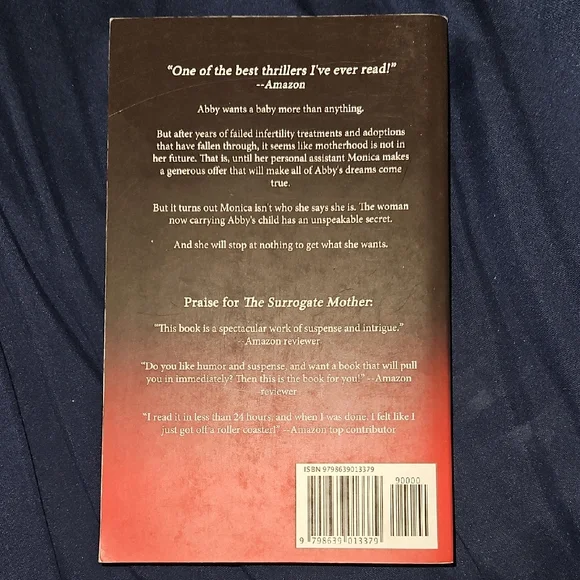 "One of the best thrillers I've ever read!"
--Amazon
Abby wants a baby more than anything.
But after years of failed infertility treatments and adoptions
that have fallen through, it seems like motherhood is not in
her future. That is, until her personal assistant Monica makes
a generous offer that will make all of Abby's dreams come
true.
But it turns out Monica isn't who she says she is. The woman
now carrying Abby's child has an unspeakable secret.
And she will stop at nothing to get what she wants.
Praise for The Surrogate Mother:
"This book is a spectacular work of suspense and intrigue."
--Amazon reviewer
"Do you like humor and suspense, and want a book that will pull
you in immediately? Then this is the book for you!" --Amazon
reviewer
"I read it in less than 24 hours, and when I was done, I felt like I
just got off a roller coaster!" --Amazon top contributor
ISBN 9798639013379
90000
9 798639 013379